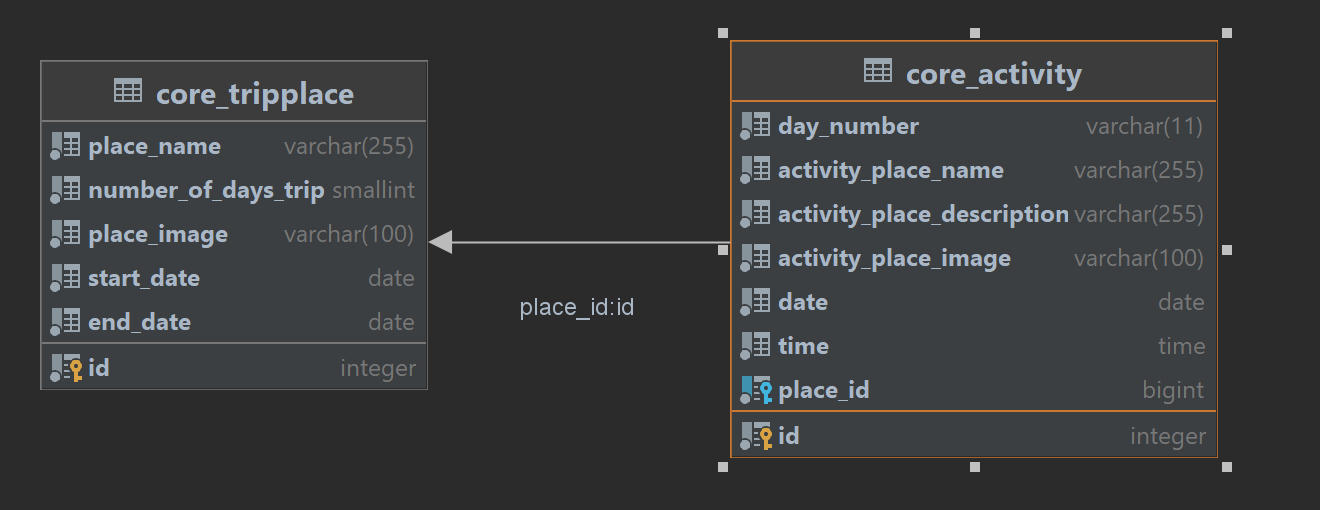 core_tripplace
place_name varchar(255)
number_of_days_trip smallint
place_image varchar(100)
start_date date
end_date date
id integer
place_id:id
core_activity
day_number varchar(11)
activity_place_name varchar(255)
activity_place_description varchar(255)
activity_place_image varchar(100)
date date
time time
place_id bigint
id integer